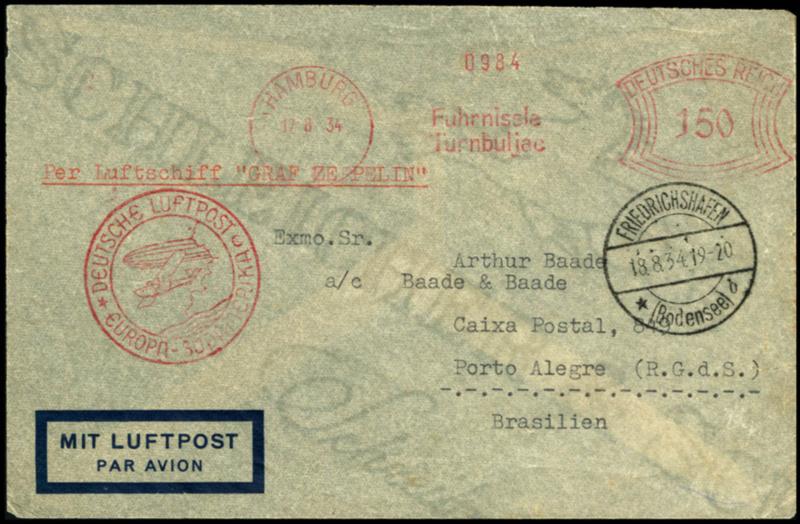 0984
HAMBURG
17.8.34
Fuhrnissle
Turnbuljac
DEUTSCHES REICH
150
Per Luftschiff "GRAF ZEPPELIN"
* DEUTSCHE LUFTPOST
EUROPA-
FRIEDRICHSHAFEN
18.8.34.19-20
* (Bodensee) d
Exmo.Sr.
Arthur Baade
a/c Baade & Baade
Caixa Postal,
Porto Alegre (R.G.d.S.)
Brasilien
MIT LUFTPOST
PAR AVION